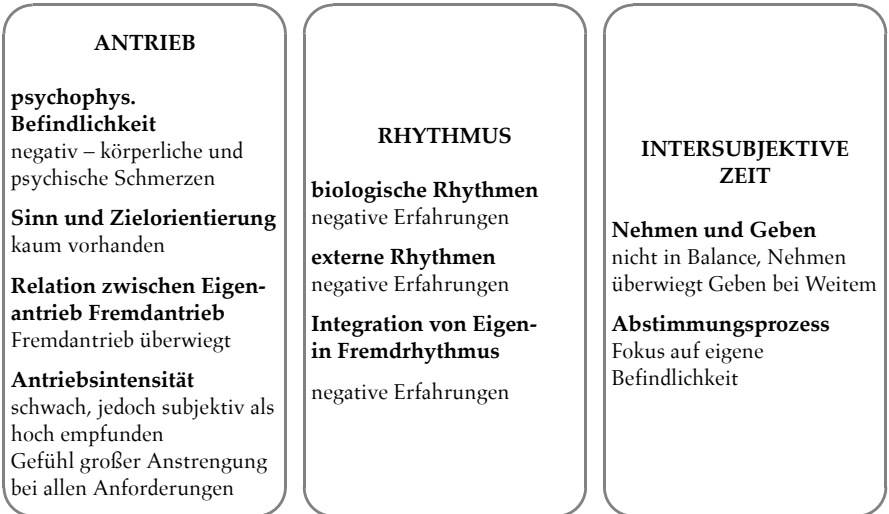 ANTRIEB
psychophys.
Befindlichkeit
negativ – körperliche und
psychische Schmerzen
Sinn und Zielorientierung
kaum vorhanden
Relation zwischen Eigen-
antrieb Fremdantrieb
Fremdantrieb überwiegt
Antriebsintensität
schwach, jedoch subjektiv als
hoch empfunden
Gefühl großer Anstrengung
bei allen Anforderungen
RHYTHMUS
biologische Rhythmen
negative Erfahrungen
externe Rhythmen
negative Erfahrungen
Integration von Eigen-
in Fremdrhythmus
negative Erfahrungen
INTERSUBJEKTIVE
ZEIT
Nehmen und Geben
nicht in Balance, Nehmen
überwiegt Geben bei Weitem
Abstimmungsprozess
Fokus auf eigene
Befindlichkeit